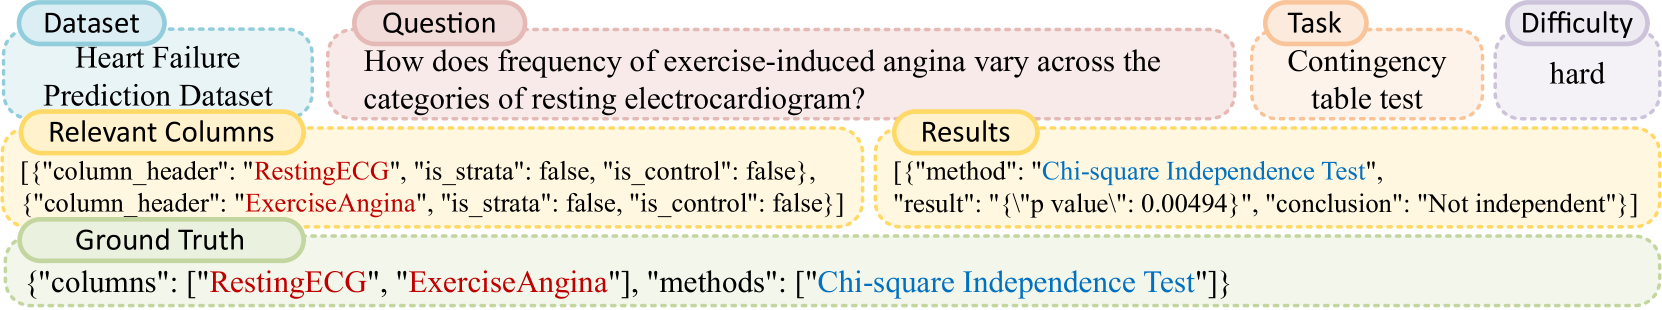 Dataset
Heart Failure
Prediction Dataset
Question
How does frequency of exercise-induced angina vary across the
categories of resting electrocardiogram?
Task
Contingency
table test
Difficulty
hard
Relevant Columns
[{"column_header": "RestingECG", "is_strata": false, "is_control": false},
{"column_header": "ExerciseAngina", "is_strata": false, "is_control": false}]
Results
[{"method": "Chi-square Independence Test",
"result": "{\"p value\": 0.00494}", "conclusion": "Not independent"}]
Ground Truth
{"columns": ["RestingECG", "ExerciseAngina"], "methods": ["Chi-square Independence Test"]}